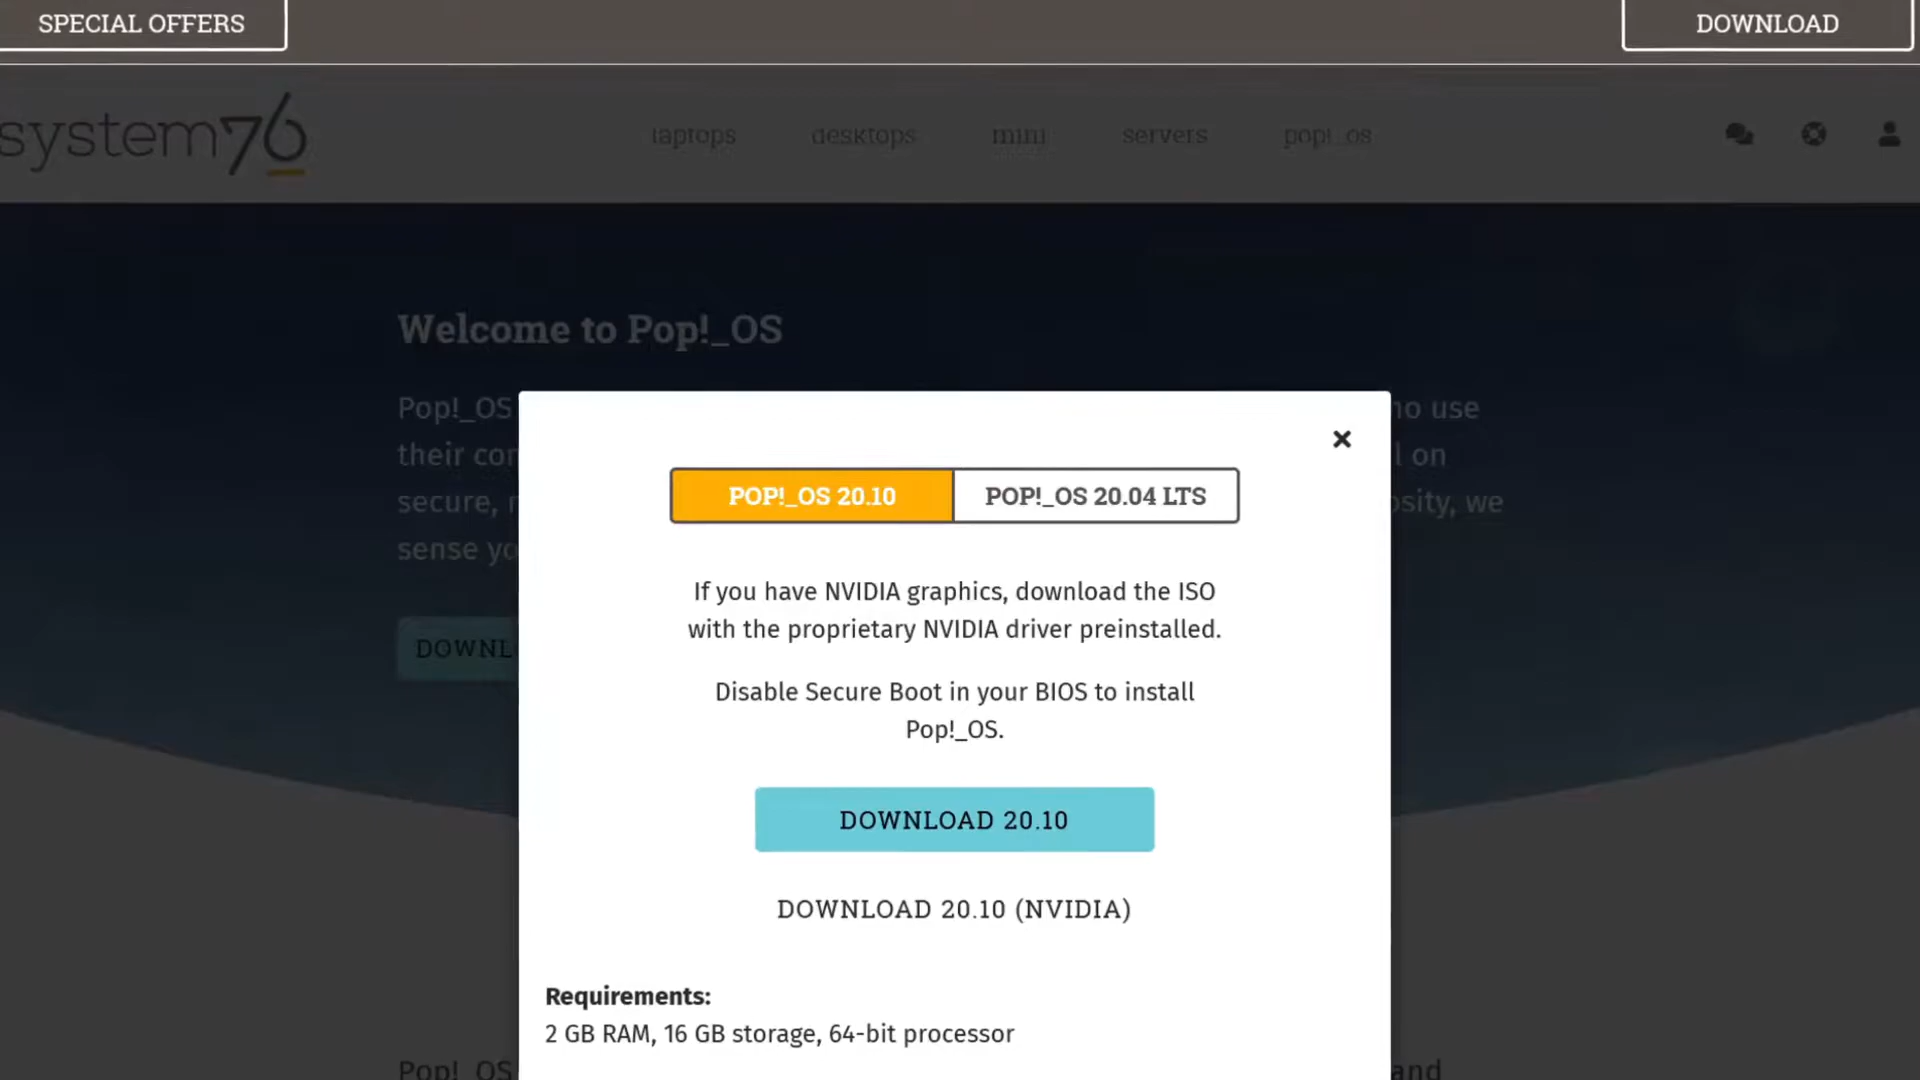 SPECIAL OFFERS
DOWNLOAD
system76
laptops
desktops
mini
servers
pop!_os
Welcome to Pop!_OS
Pop!_OS
use
their
on
secure,
we
sense
POP!_OS 20.10
POP!_OS 20.04 LTS
If you have NVIDIA graphics, download the ISO
with the proprietary NVIDIA driver preinstalled.
Disable Secure Boot in your BIOS to install
Pop!_OS.
DOWNLOAD 20.10
DOWNLOAD 20.10 (NVIDIA)
Requirements:
2 GB RAM, 16 GB storage, 64-bit processor
Pop!_OS
and